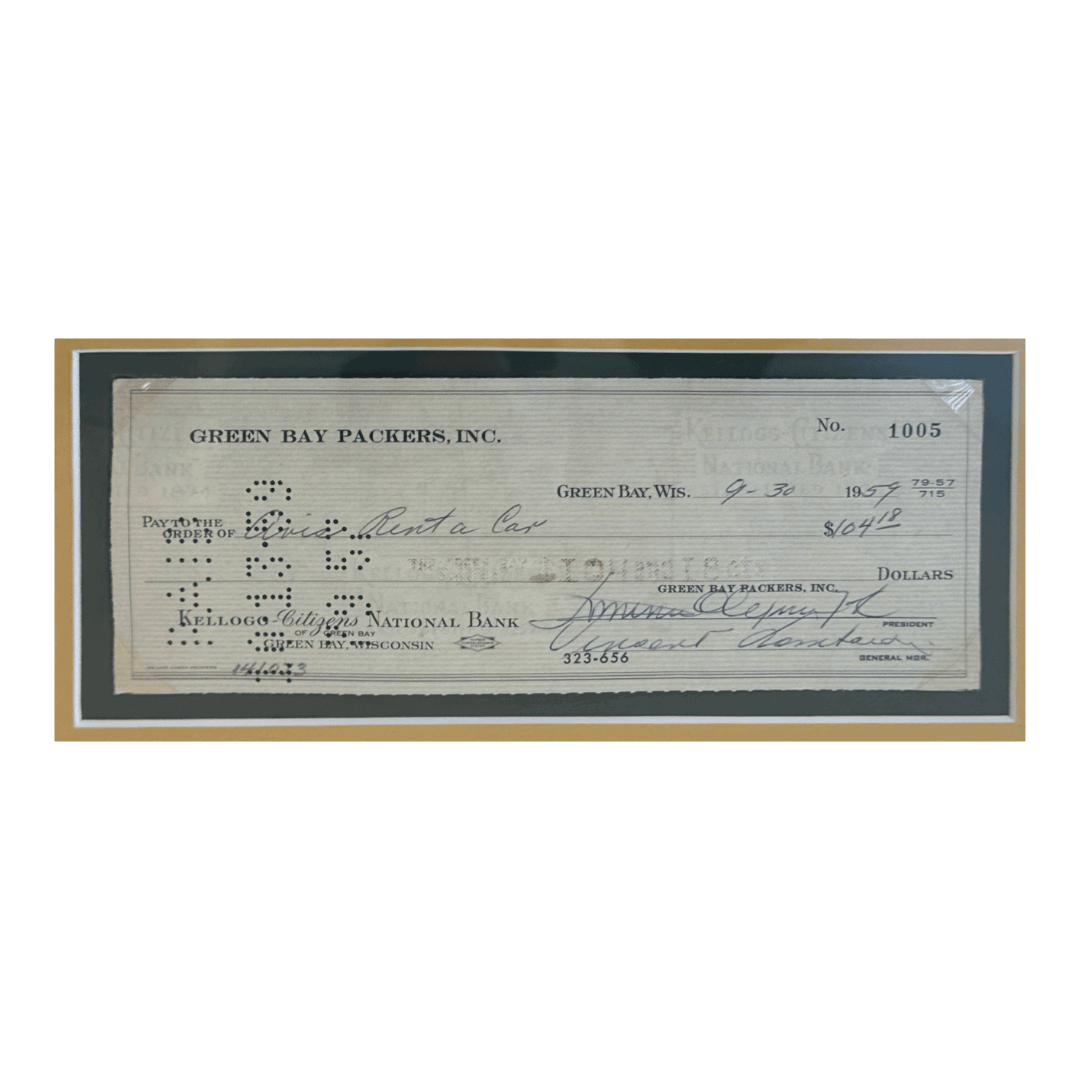 GREEN BAY PACKERS, INC.
No. 1005
GREEN BAY, WIS. 9-30 1959 79-57
715
PAY TO THE
ORDER OF Avis Rent a Car $104 18
DOLLARS
GREEN BAY PACKERS, INC.
KELLOGG-Citizens NATIONAL BANK
OF GREEN BAY
GREEN BAY, WISCONSIN
PRESIDENT
Vincent Lombardi
323-656
GENERAL MGR.
KELLOGG-CITIZENS
NATIONAL BANK